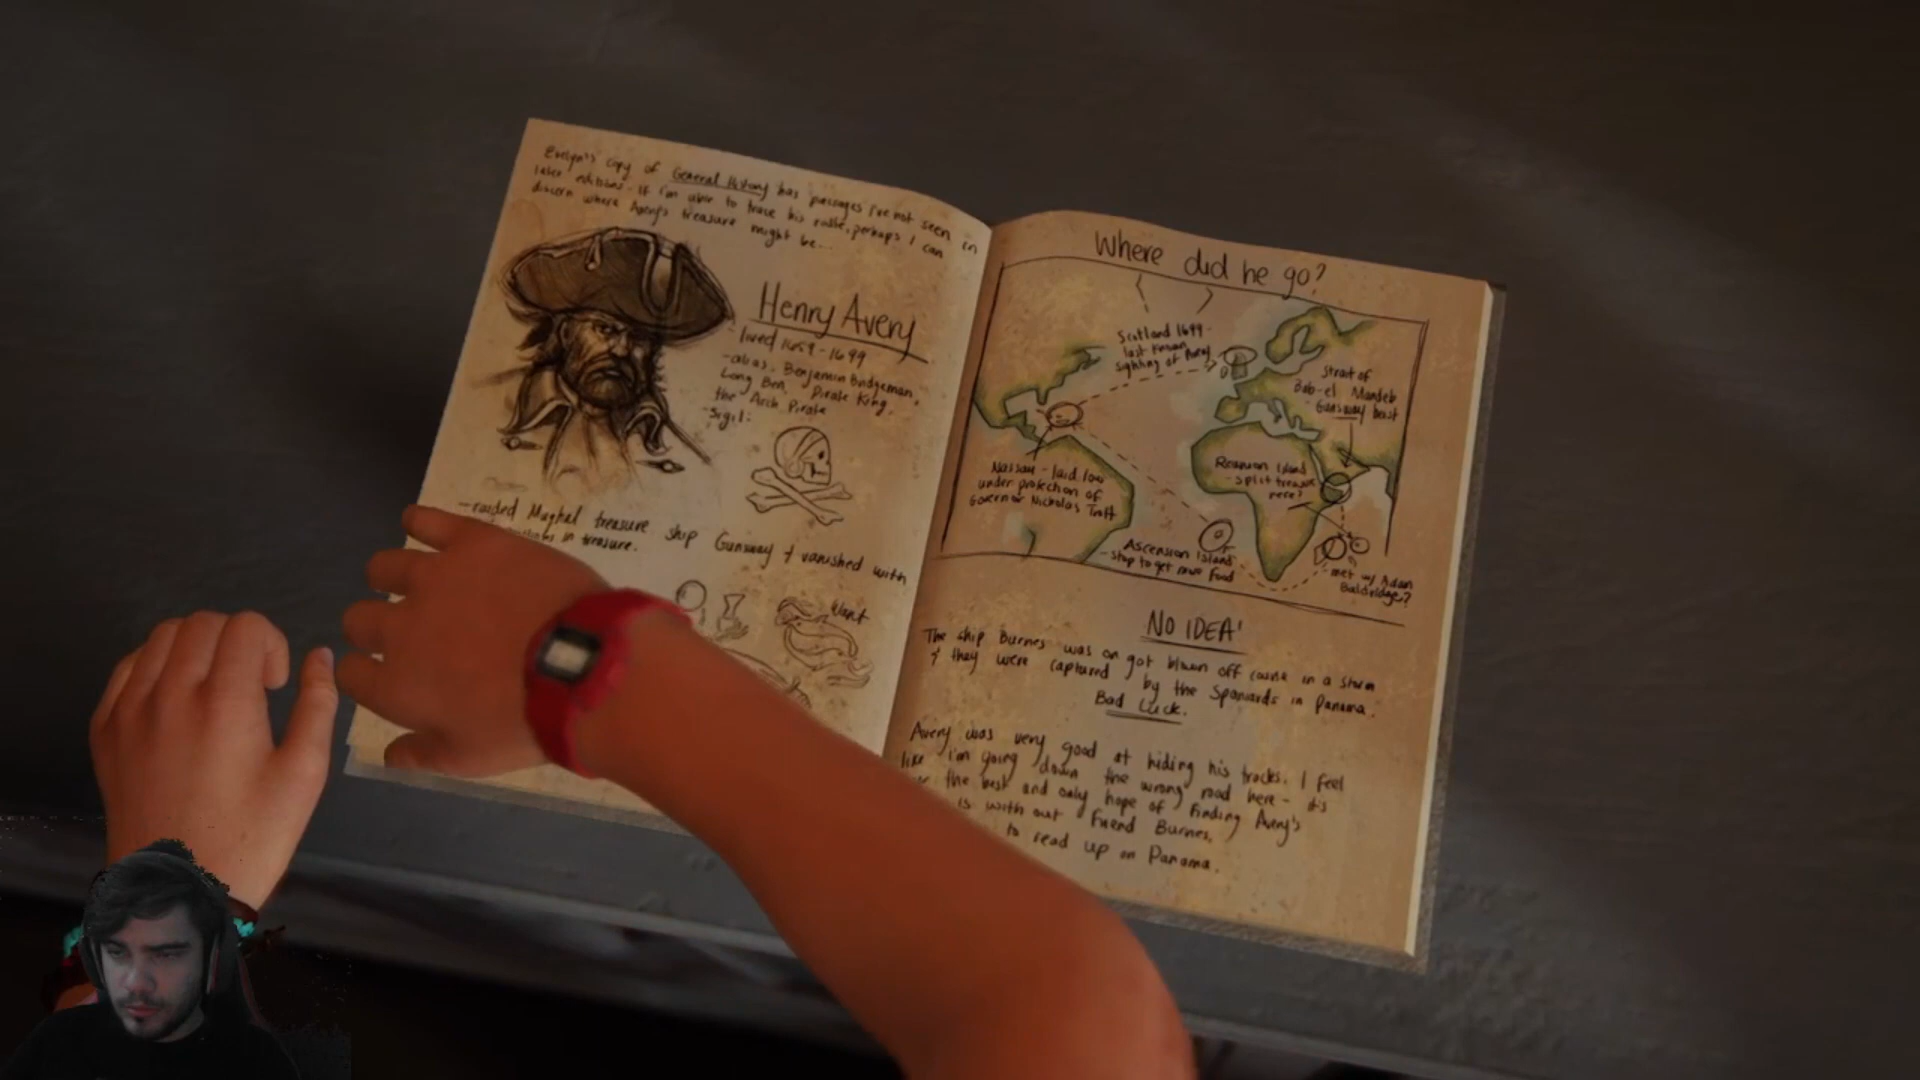 Evelyn's copy of General History has passages I've not seen in
later editions. If I'm able to trace his route, perhaps I can
discern where Avery's treasure might be...
Henry Avery
- lived 1659-1699
- alias: Benjamin Bridgeman,
Long Ben, Pirate King,
the Arch Pirate
- Sigil:
- raided Mughal treasure ship Gunsway & vanished with
in treasure.
Want
Where did he go?
Scotland 1699 -
last known
sighting of Avery
Strait of
Bab-el Mandeb
- Gunsway heist
Nassau - laid low
under protection of
Governor Nicholas Trott
Reunion Island
- split treasure
here?
Ascension Island
- stop to get more food
met w/ Adam
Baldridge?
NO IDEA!
The ship Burnes was on got blown off course in a storm
& they were captured by the Spaniards in Panama.
Bad Luck.
Avery was very good at hiding his tracks. I feel
like I'm going down the wrong road here -
the best and only hope of finding Avery's
is with our friend Burnes.
to read up on Panama.